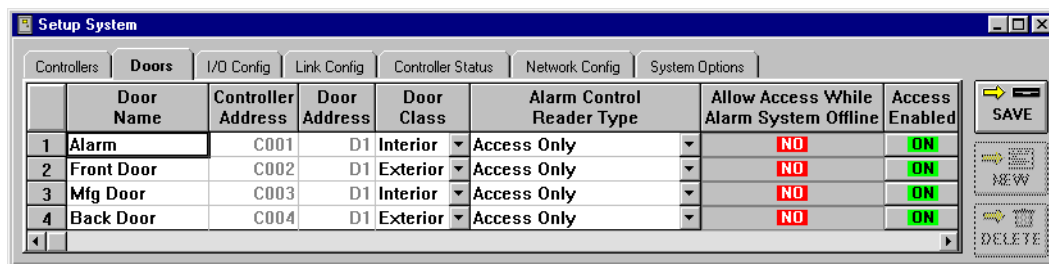 Setup System
Controllers Doors I/O Config Link Config Controller Status Network Config System Options
Door Name Controller Address Door Address Door Class Alarm Control Reader Type Allow Access While Alarm System Offline Access Enabled
1 Alarm C001 D1 Interior Access Only NO ON
2 Front Door C002 D1 Exterior Access Only NO ON
3 Mfg Door C003 D1 Interior Access Only NO ON
4 Back Door C004 D1 Exterior Access Only NO ON
SAVE
NEW
DELETE